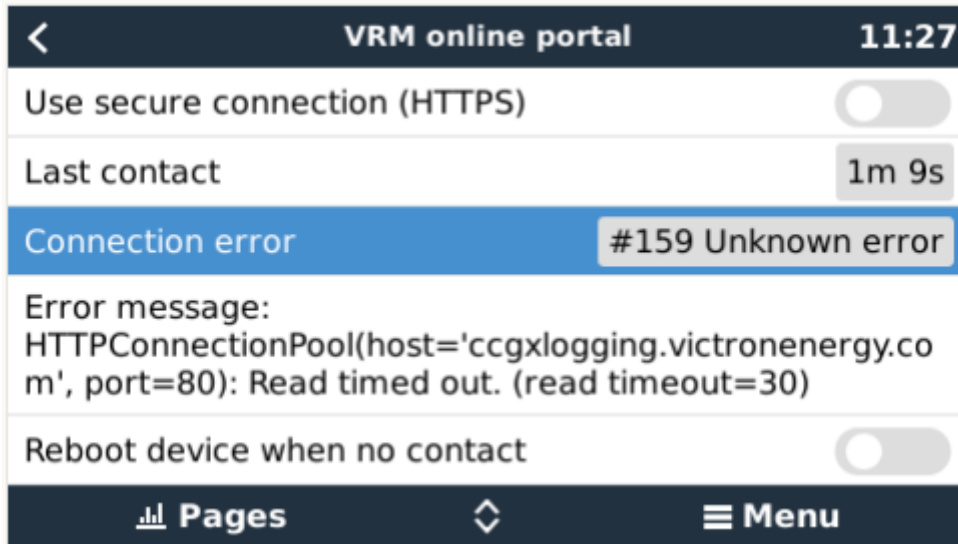 VRM online portal 11:27
Use secure connection (HTTPS)
Last contact 1m 9s
Connection error #159 Unknown error
Error message:
HTTPConnectionPool(host='ccgxlogging.victronenergy.co
m', port=80): Read timed out. (read timeout=30)
Reboot device when no contact
Pages Menu